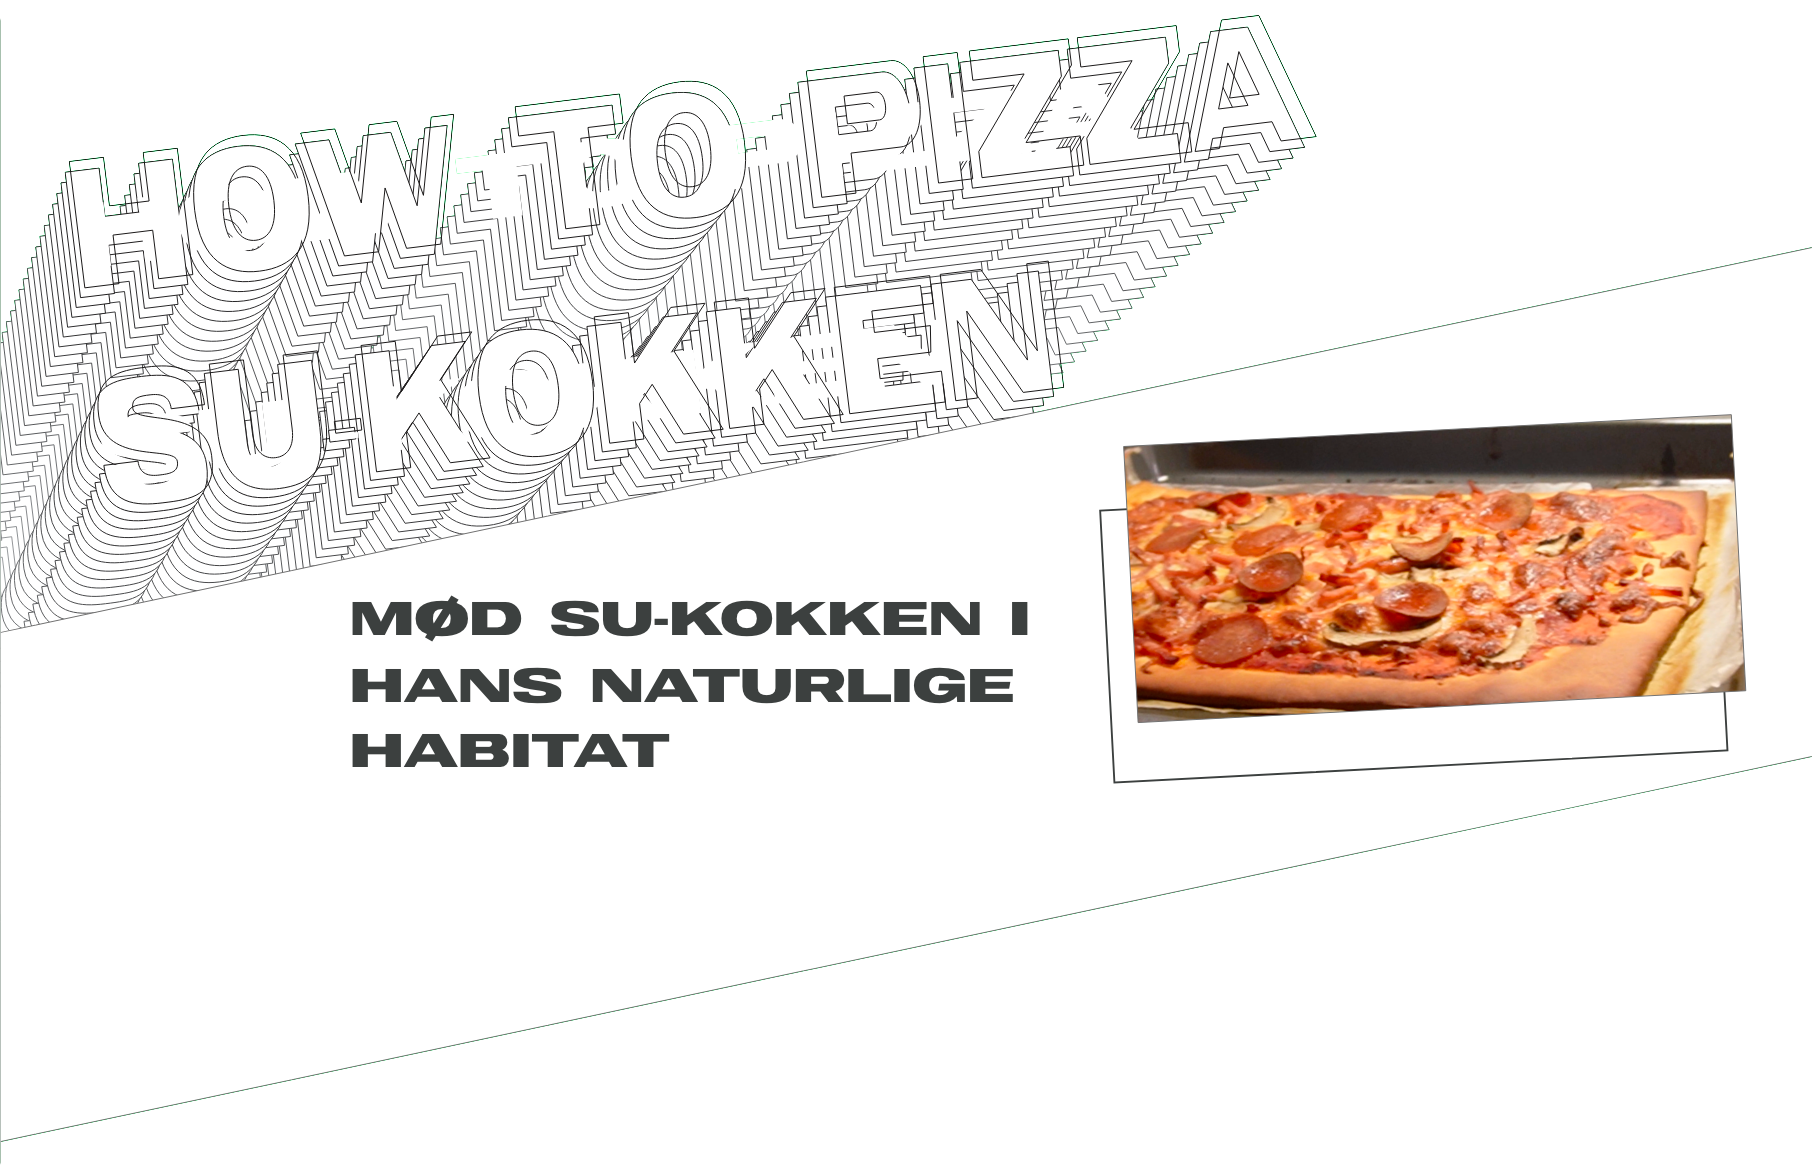 HOW TO PIZZA
SU-KOKKEN
MØD SU-KOKKEN I
HANS NATURLIGE
HABITAT